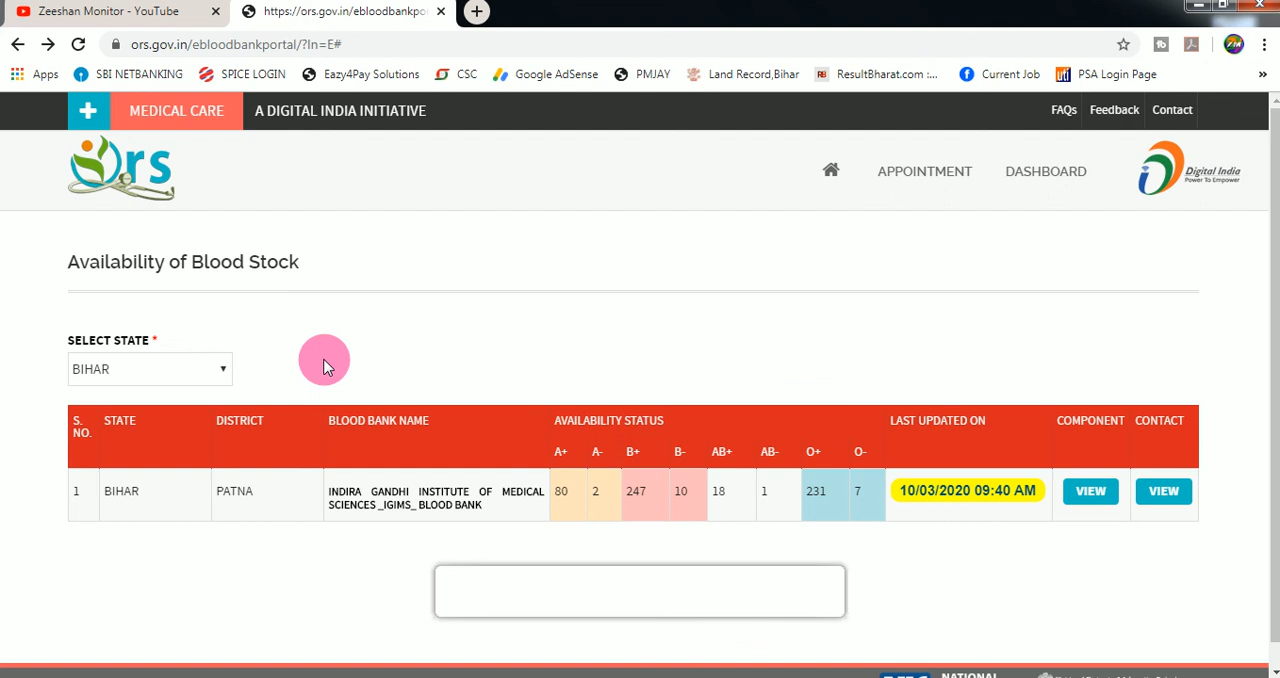 Zeeshan Monitor - YouTube
https://ors.gov.in/ebloodbankpo
ors.gov.in/ebloodbankportal/?ln=E#
Apps SBI NETBANKING SPICE LOGIN Eazy4Pay Solutions CSC Google AdSense PMJAY Land Record,Bihar ResultBharat.com :... Current Job PSA Login Page »
MEDICAL CARE A DIGITAL INDIA INITIATIVE FAQs Feedback Contact
Ors
APPOINTMENT DASHBOARD
Digital India
Power To Empower
Availability of Blood Stock
SELECT STATE *
BIHAR
S. NO. STATE DISTRICT BLOOD BANK NAME AVAILABILITY STATUS LAST UPDATED ON COMPONENT CONTACT
A+ A- B+ B- AB+ AB- O+ O-
1 BIHAR PATNA INDIRA GANDHI INSTITUTE OF MEDICAL
SCIENCES _IGIMS_ BLOOD BANK
80 2 247 10 18 1 231 7 10/03/2020 09:40 AM VIEW VIEW
NATIONAL